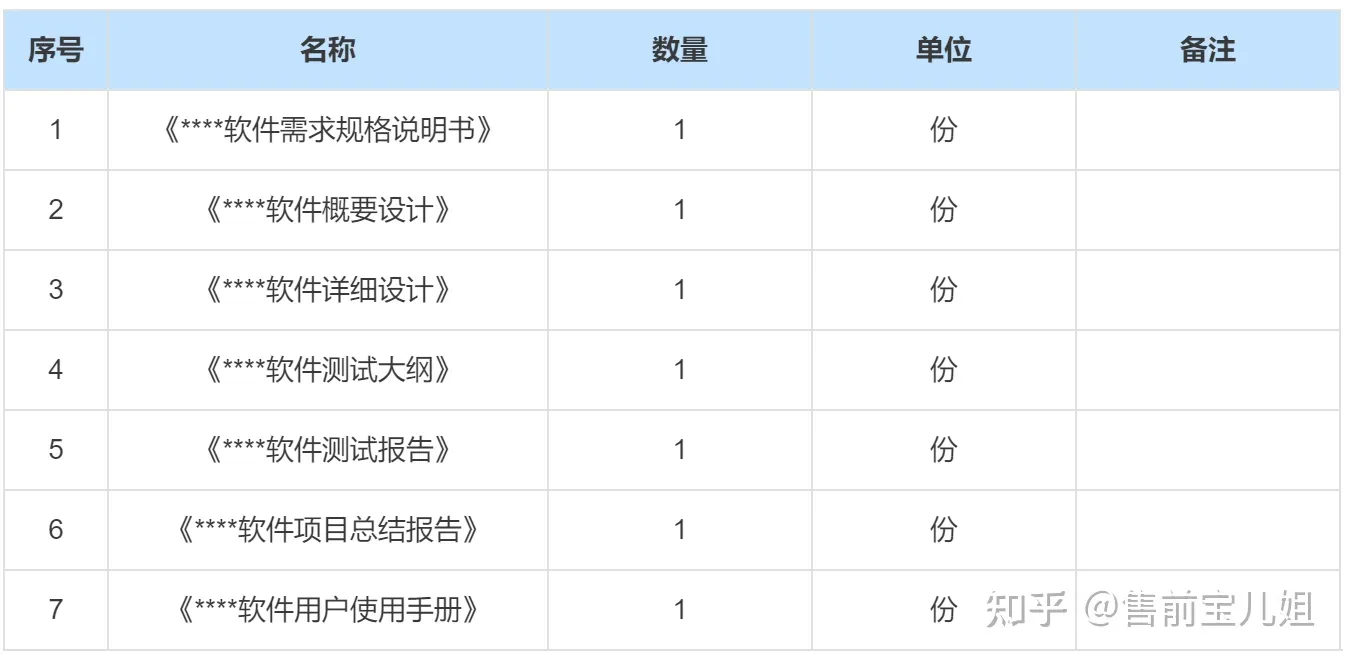 序号 名称 数量 单位 备注
1 《****软件需求规格说明书》 1 份
2 《****软件概要设计》 1 份
3 《****软件详细设计》 1 份
4 《****软件测试大纲》 1 份
5 《****软件测试报告》 1 份
6 《****软件项目总结报告》 1 份
7 《****软件用户使用手册》 1 份
知乎 @售前宝儿姐